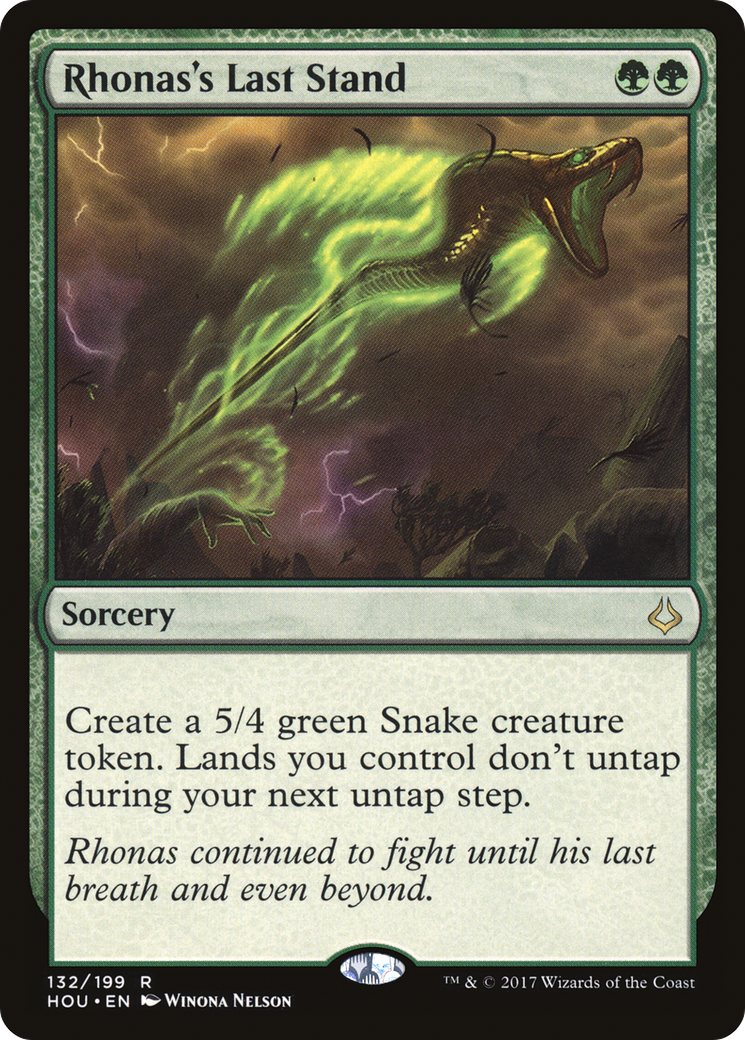 Rhonas's Last Stand
Sorcery
Create a 5/4 green Snake creature
token. Lands you control don't untap
during your next untap step.
Rhonas continued to fight until his last
breath and even beyond.
132/199 R
™ & © 2017 Wizards of the Coast
HOU • EN Winona Nelson